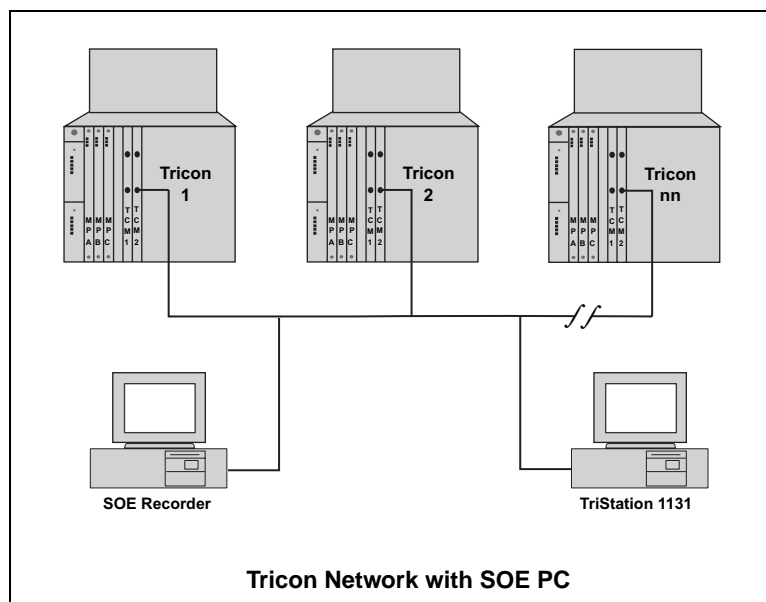 Tricon
1
MPA
MPB
MPC
TCM1
TCM2
Tricon
2
MPA
MPB
MPC
TCM1
TCM2
Tricon
nn
MPA
MPB
MPC
TCM1
TCM2
SOE Recorder
TriStation 1131
Tricon Network with SOE PC